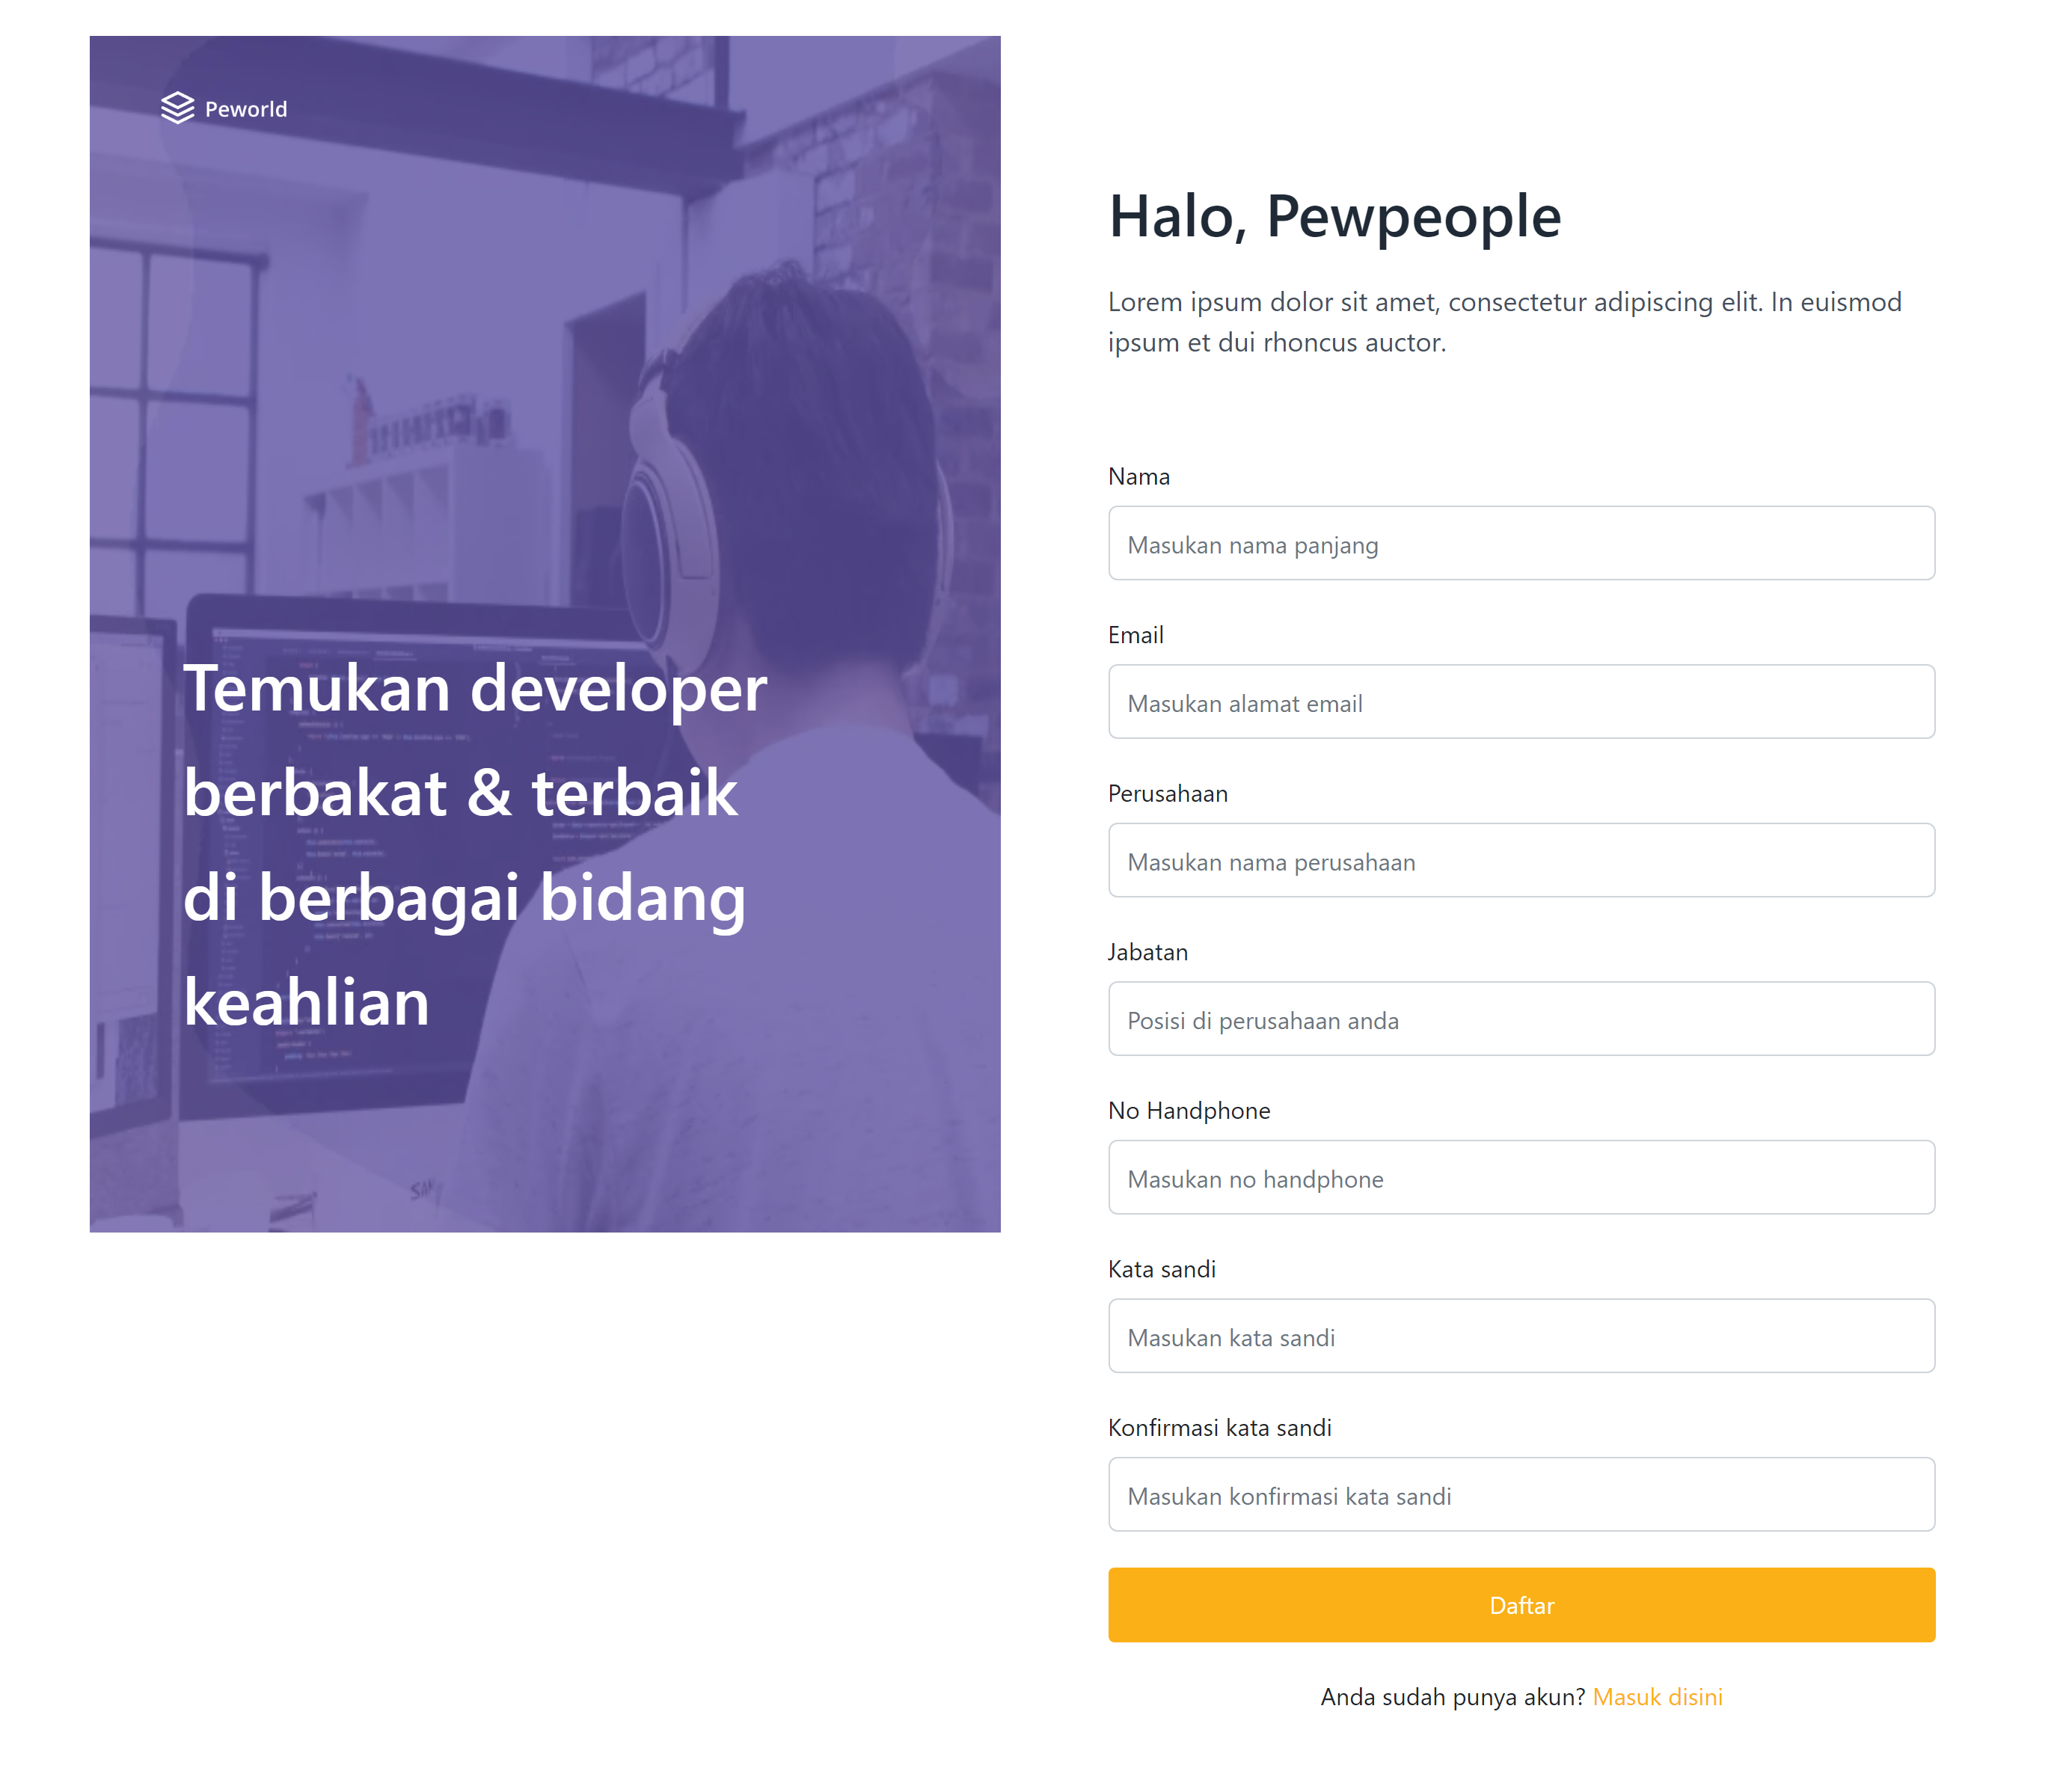 Peworld
Temukan developer
berbakat & terbaik
di berbagai bidang
keahlian
Halo, Pewpeople
Lorem ipsum dolor sit amet, consectetur adipiscing elit. In euismod
ipsum et dui rhoncus auctor.
Nama
Masukan nama panjang
Email
Masukan alamat email
Perusahaan
Masukan nama perusahaan
Jabatan
Posisi di perusahaan anda
No Handphone
Masukan no handphone
Kata sandi
Masukan kata sandi
Konfirmasi kata sandi
Masukan konfirmasi kata sandi
Daftar
Anda sudah punya akun? Masuk disini